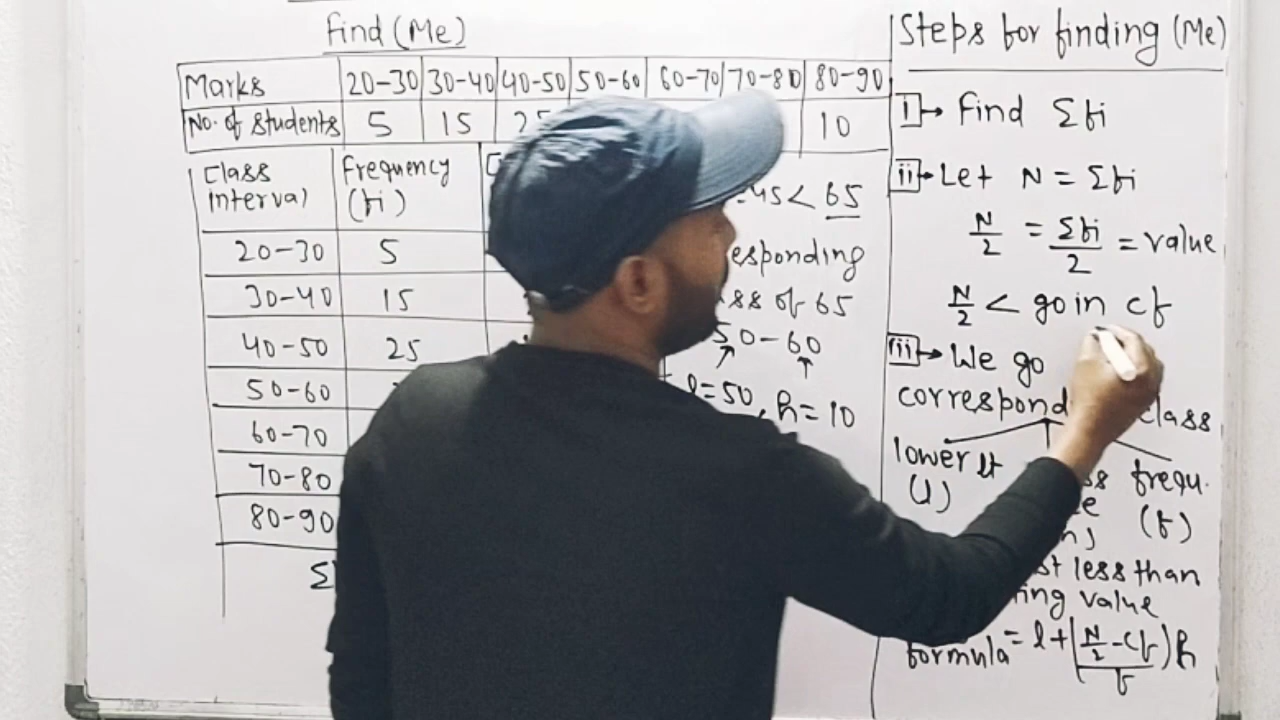 find (Me)
Marks 20-30 30-40 40-50 50-60 60-70 70-80 80-90
No. of students 5 15 25 10
Class interval Frequency (fi)
20-30 5
30-40 15
40-50 25
50-60
60-70
70-80
80-90
Σ
45 < 65
esponding
ss of 65
50-60
l=50, h=10
Steps for finding (Me)
i → Find Σfi
ii → Let N = Σfi
N/2 = Σfi/2 = value
N/2 < go in cf
iii → We go
correspond class
lower lt frequ.
(l) (f)
less than
value
formula = l + (N/2 - cf / f) h